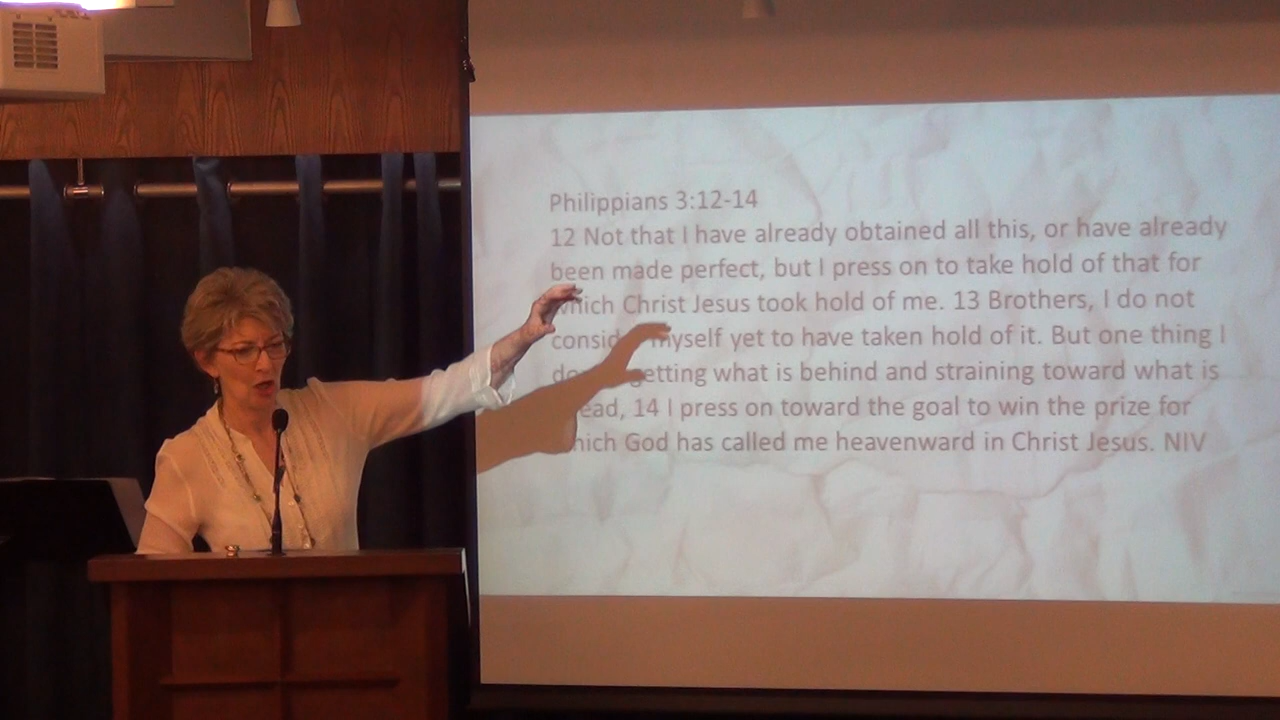 Philippians 3:12-14
12 Not that I have already obtained all this, or have already
been made perfect, but I press on to take hold of that for
which Christ Jesus took hold of me. 13 Brothers, I do not
myself yet to have taken hold of it. But one thing I
what is behind and straining toward what is
14 I press on toward the goal to win the prize for
which God has called me heavenward in Christ Jesus. NIV